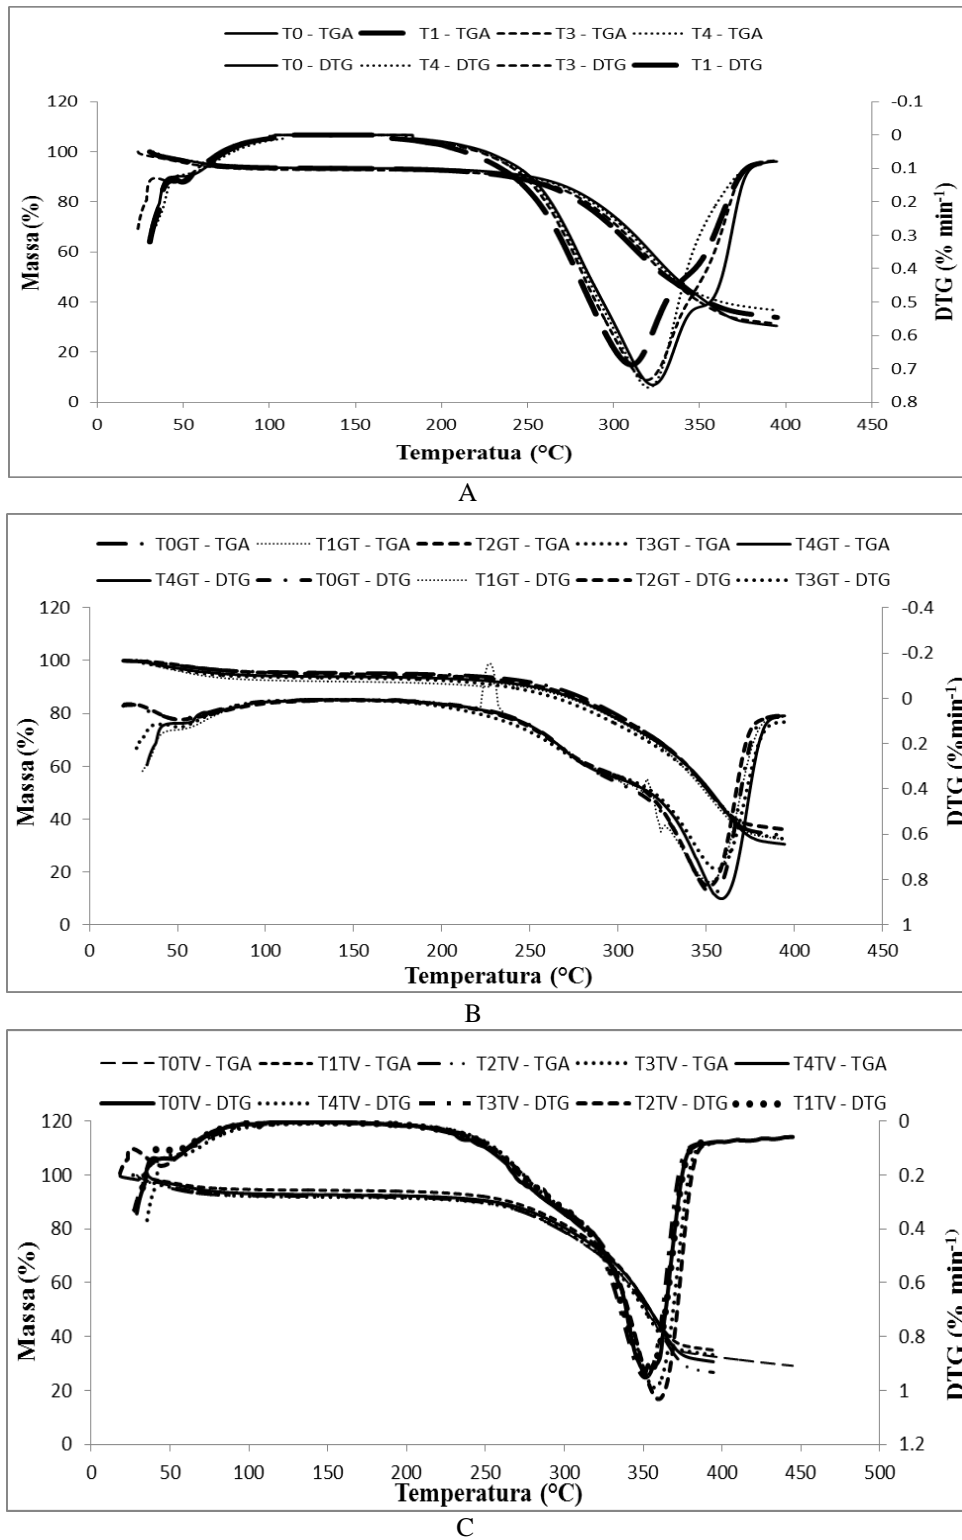 T0 - TGA T1 - TGA T3 - TGA T4 - TGA
T0 - DTG T4 - DTG T3 - DTG T1 - DTG
120 -0.1
0
100
0.1
80 0.2
0.3
60
0.4
40 0.5
0.6
20
0.7
0 0.8
Massa (%)
DTG (% min-1)
0 50 100 150 200 250 300 350 400 450
Temperatua (°C)
A
T0GT - TGA T1GT - TGA T2GT - TGA T3GT - TGA T4GT - TGA
T4GT - DTG T0GT - DTG T1GT - DTG T2GT - DTG T3GT - DTG
120 -0.4
100 -0.2
80 0
0.2
60
0.4
40
0.6
20 0.8
0 1
Massa (%)
DTG (%min-1)
0 50 100 150 200 250 300 350 400 450
Temperatura (°C)
B
T0TV - TGA T1TV - TGA T2TV - TGA T3TV - TGA T4TV - TGA
T0TV - DTG T4TV - DTG T3TV - DTG T2TV - DTG T1TV - DTG
120 0
100 0.2
80 0.4
60 0.6
40 0.8
20 1
0 1.2
Massa (%)
DTG (% min-1)
0 50 100 150 200 250 300 350 400 450 500
Temperatura (°C)
C